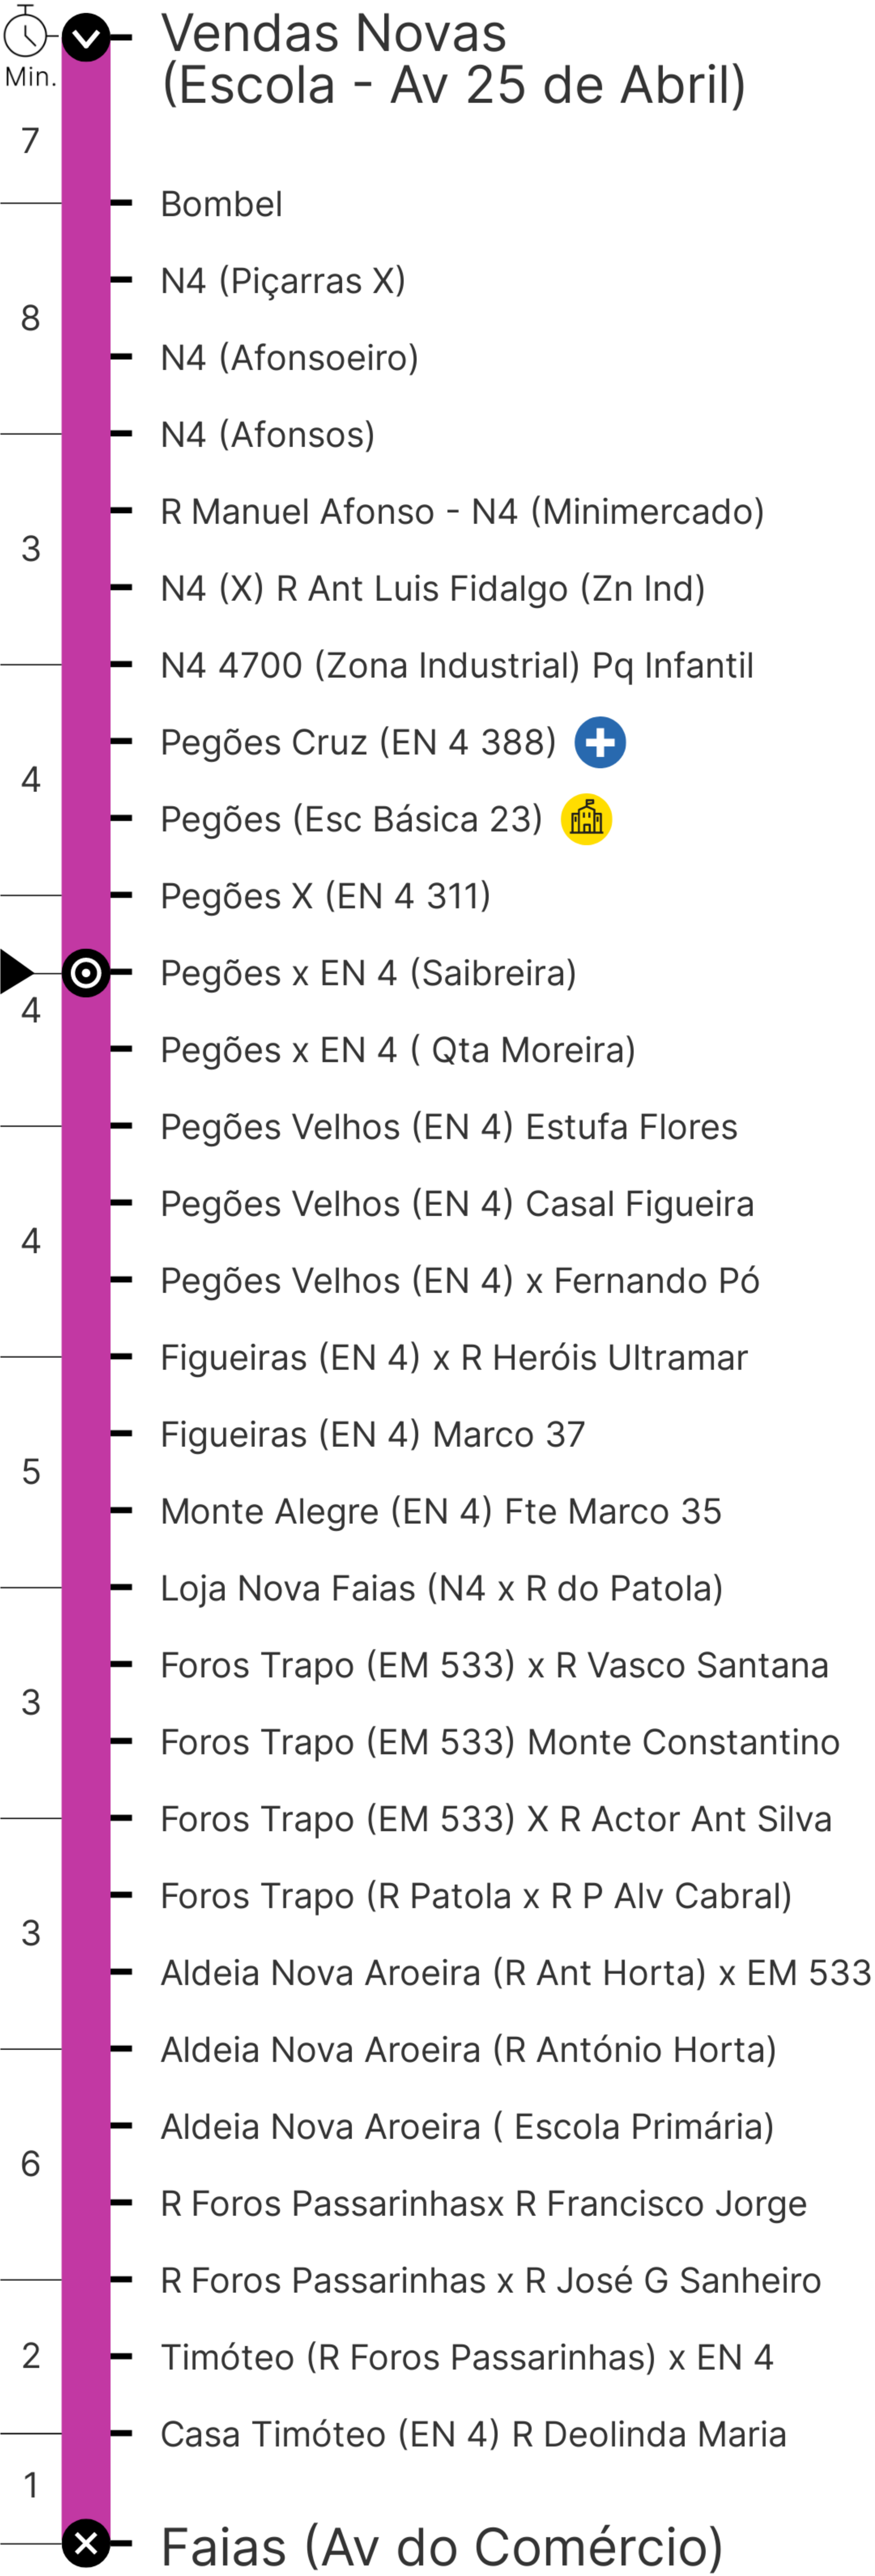 Vendas Novas
(Escola - Av 25 de Abril)
Min.
7
Bombel
N4 (Piçarras X)
8
N4 (Afonsoeiro)
N4 (Afonsos)
R Manuel Afonso - N4 (Minimercado)
3
N4 (X) R Ant Luis Fidalgo (Zn Ind)
N4 4700 (Zona Industrial) Pq Infantil
Pegões Cruz (EN 4 388)
4
Pegões (Esc Básica 23)
Pegões X (EN 4 311)
Pegões x EN 4 (Saibreira)
4
Pegões x EN 4 ( Qta Moreira)
Pegões Velhos (EN 4) Estufa Flores
Pegões Velhos (EN 4) Casal Figueira
4
Pegões Velhos (EN 4) x Fernando Pó
Figueiras (EN 4) x R Heróis Ultramar
Figueiras (EN 4) Marco 37
5
Monte Alegre (EN 4) Fte Marco 35
Loja Nova Faias (N4 x R do Patola)
Foros Trapo (EM 533) x R Vasco Santana
3
Foros Trapo (EM 533) Monte Constantino
Foros Trapo (EM 533) X R Actor Ant Silva
Foros Trapo (R Patola x R P Alv Cabral)
3
Aldeia Nova Aroeira (R Ant Horta) x EM 533
Aldeia Nova Aroeira (R António Horta)
Aldeia Nova Aroeira ( Escola Primária)
6
R Foros Passarinhasx R Francisco Jorge
R Foros Passarinhas x R José G Sanheiro
2
Timóteo (R Foros Passarinhas) x EN 4
Casa Timóteo (EN 4) R Deolinda Maria
1
Faias (Av do Comércio)